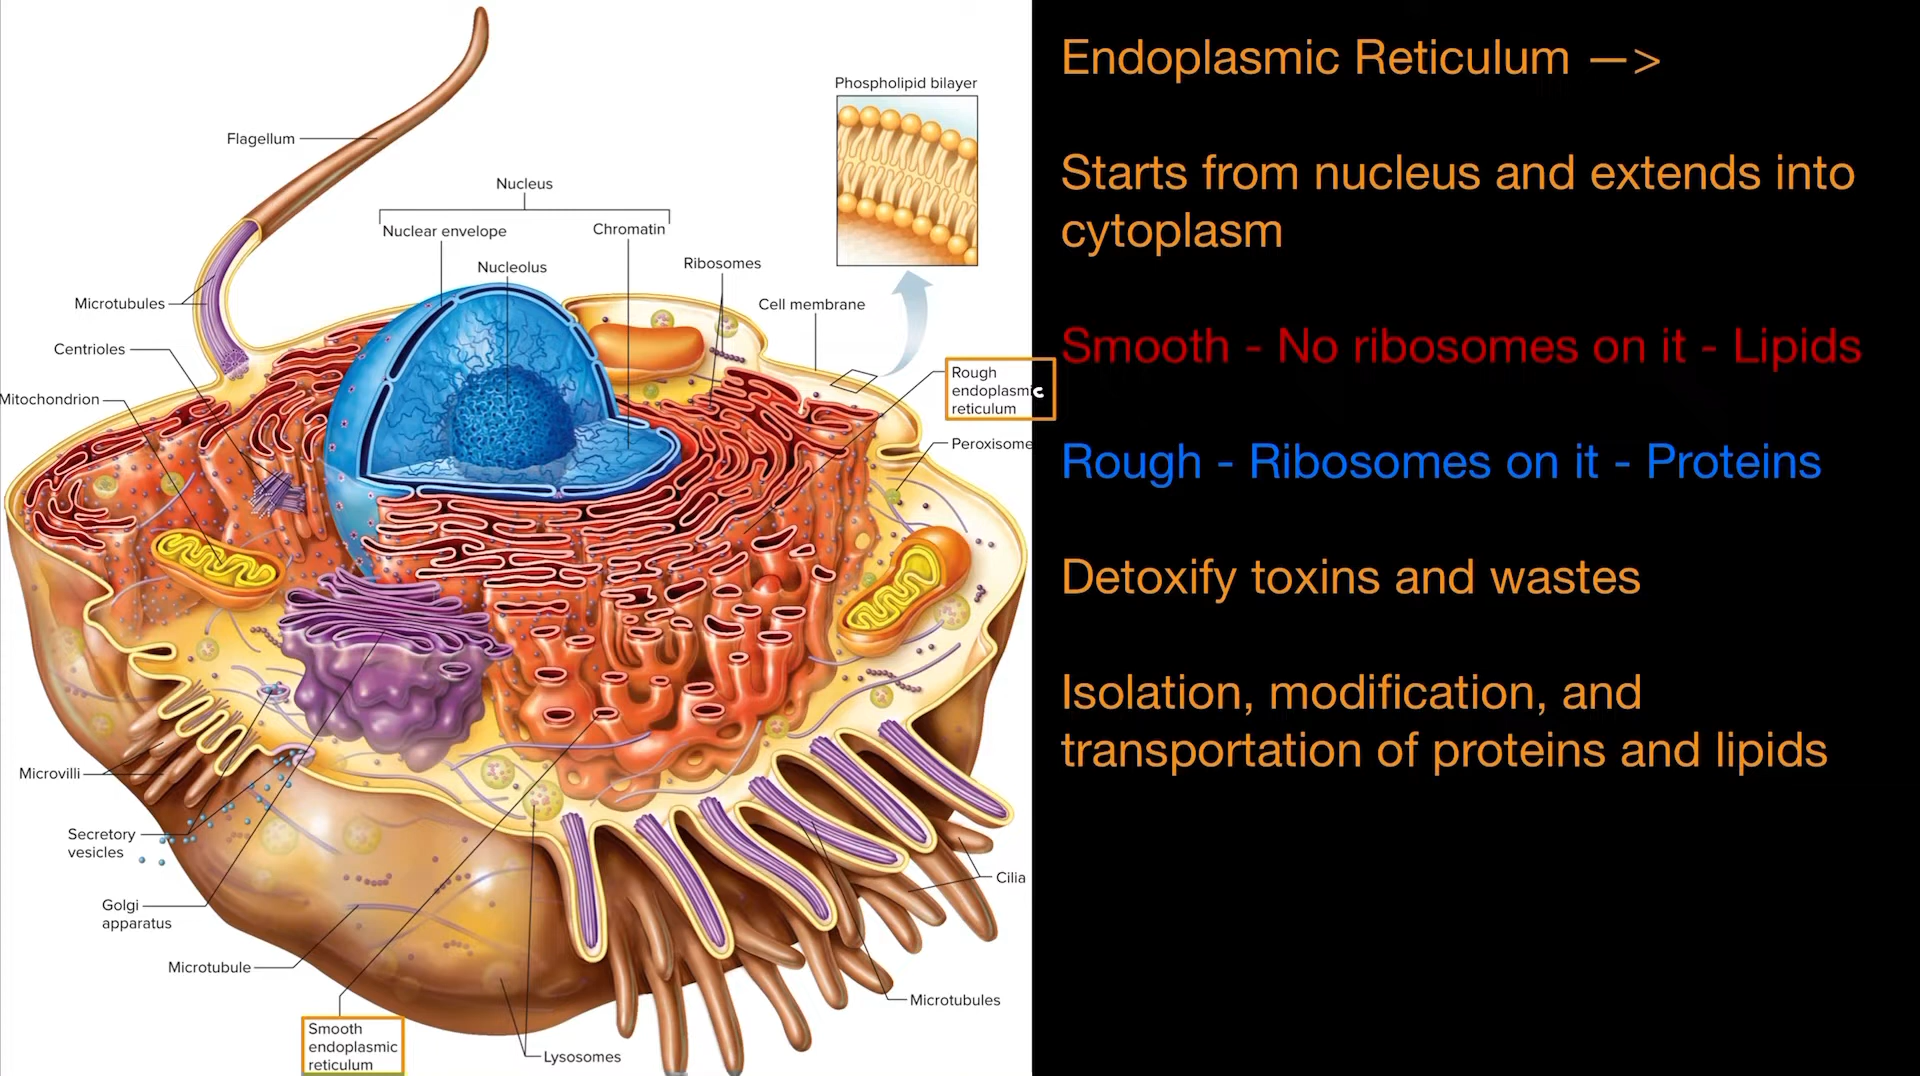 Flagellum
Phospholipid bilayer
Nucleus
Nuclear envelope
Chromatin
Nucleolus
Ribosomes
Microtubules
Cell membrane
Centrioles
Rough
endoplasmic
reticulum
Mitochondrion
Peroxisome
Microvilli
Secretory
vesicles
Cilia
Golgi
apparatus
Microtubule
Microtubules
Smooth
endoplasmic
reticulum
Lysosomes
Endoplasmic Reticulum —>
Starts from nucleus and extends into
cytoplasm
Smooth - No ribosomes on it - Lipids
Rough - Ribosomes on it - Proteins
Detoxify toxins and wastes
Isolation, modification, and
transportation of proteins and lipids